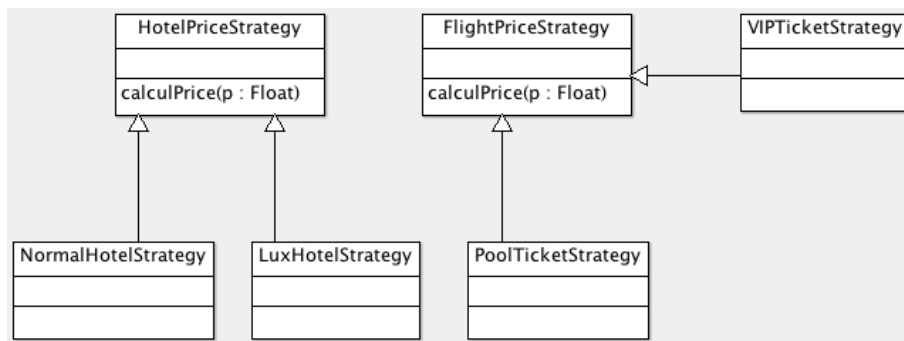 HotelPriceStrategy
calculPrice(p : Float)
FlightPriceStrategy
calculPrice(p : Float)
VIPTicketStrategy
NormalHotelStrategy
LuxHotelStrategy
PoolTicketStrategy